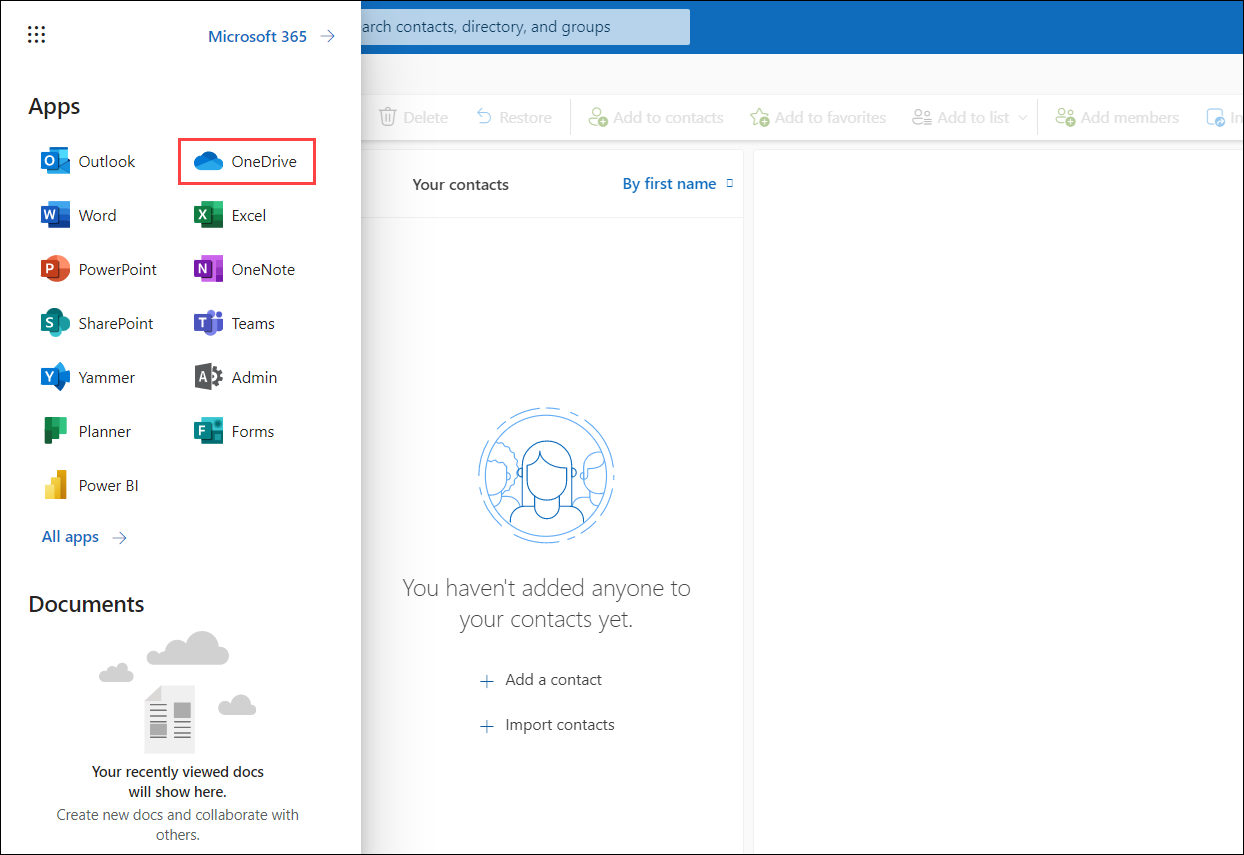 Microsoft 365
Apps
Outlook
OneDrive
Word
Excel
PowerPoint
OneNote
SharePoint
Teams
Yammer
Admin
Planner
Forms
Power BI
All apps
Documents
Your recently viewed docs
will show here.
Create new docs and collaborate with
others.
contacts, directory, and groups
Delete
Restore
Add to contacts
Add to favorites
Add to list
Add members
Your contacts
By first name
You haven't added anyone to
your contacts yet.
Add a contact
Import contacts